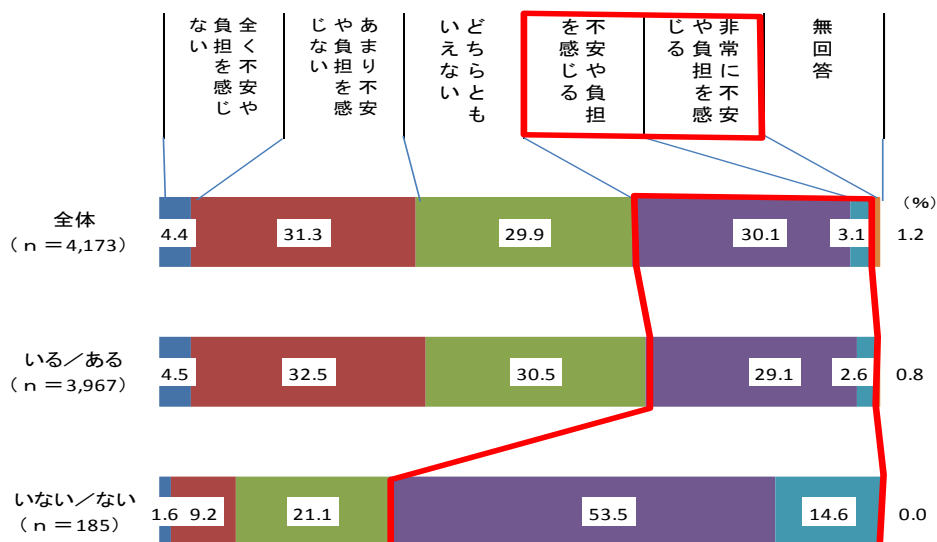 全く不安や
負担を感じ
ない
あまり不安
や負担を感
じない
どちらとも
いえない
不安や負担
を感じる
非常に不安
や負担を感
じる
無回答
(%)
全体
(n=4,173)
4.4 31.3 29.9 30.1 3.1 1.2
いる／ある
(n=3,967)
4.5 32.5 30.5 29.1 2.6 0.8
いない／ない
(n=185)
1.6 9.2 21.1 53.5 14.6 0.0